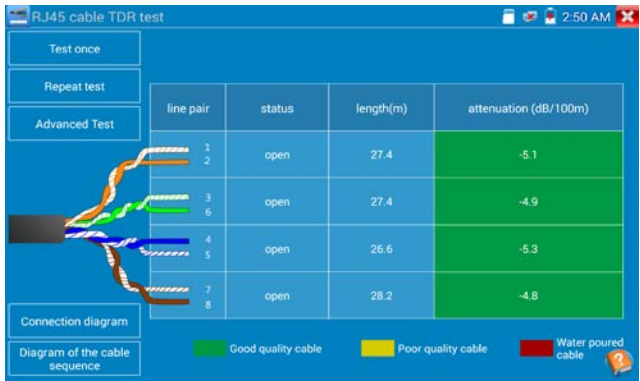 RJ45 cable TDR test
2:50 AM
Test once
Repeat test
Advanced Test
line pair status length(m) attenuation (dB/100m)
1
2
open 27.4 -5.1
3
6
open 27.4 -4.9
4
5
open 26.6 -5.3
7
8
open 28.2 -4.8
Connection diagram
Diagram of the cable
sequence
Good quality cable
Poor quality cable
Water poured
cable